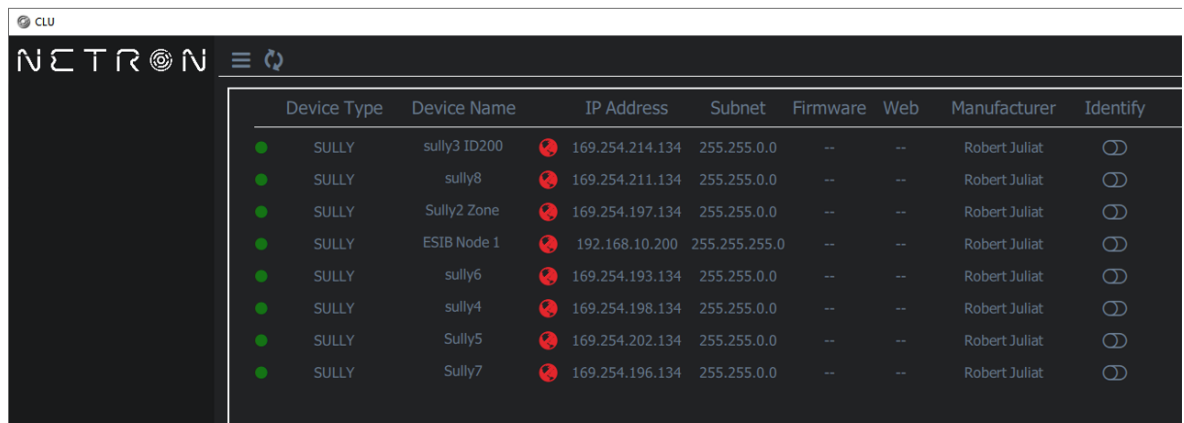 CLU
NETRON
Device Type Device Name IP Address Subnet Firmware Web Manufacturer Identify
SULLY sully3 ID200 169.254.214.134 255.255.0.0 -- -- Robert Juliat
SULLY sully8 169.254.211.134 255.255.0.0 -- -- Robert Juliat
SULLY Sully2 Zone 169.254.197.134 255.255.0.0 -- -- Robert Juliat
SULLY ESIB Node 1 192.168.10.200 255.255.255.0 -- -- Robert Juliat
SULLY sully6 169.254.193.134 255.255.0.0 -- -- Robert Juliat
SULLY sully4 169.254.198.134 255.255.0.0 -- -- Robert Juliat
SULLY Sully5 169.254.202.134 255.255.0.0 -- -- Robert Juliat
SULLY Sully7 169.254.196.134 255.255.0.0 -- -- Robert Juliat